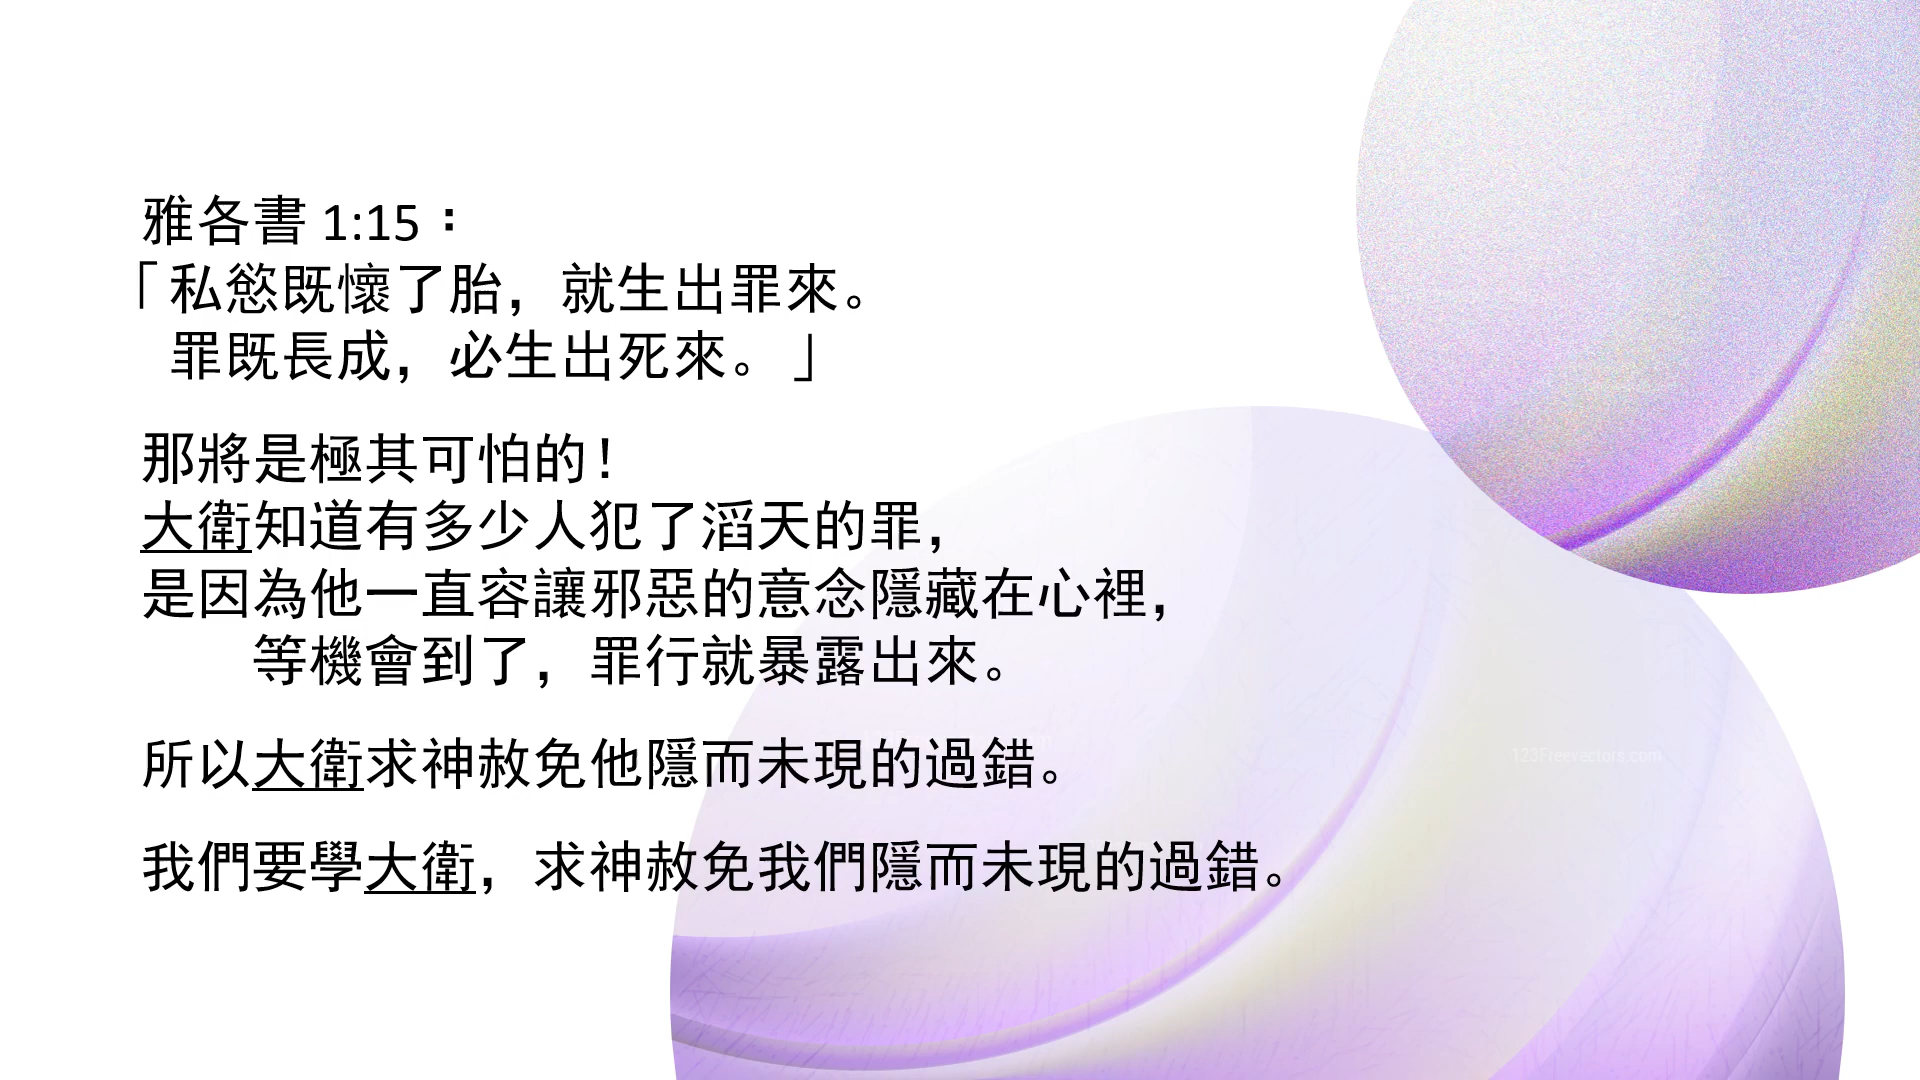 雅各書 1:15：
「私慾既懷了胎，就生出罪來。
罪既長成，必生出死來。」
那將是極其可怕的！
大衛知道有多少人犯了滔天的罪，
是因為他一直容讓邪惡的意念隱藏在心裡，
等機會到了，罪行就暴露出來。
所以大衛求神赦免他隱而未現的過錯。
我們要學大衛，求神赦免我們隱而未現的過錯。
123Freevectors.com